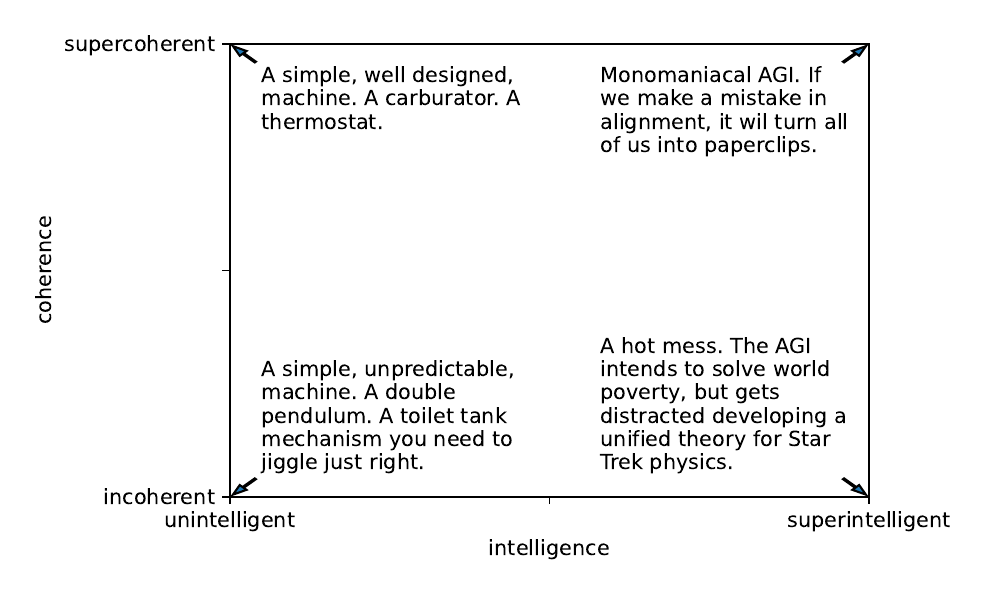 supercoherent
A simple, well designed,
machine. A carburator. A
thermostat.
Monomaniacal AGI. If
we make a mistake in
alignment, it wil turn all
of us into paperclips.
coherence
A simple, unpredictable,
machine. A double
pendulum. A toilet tank
mechanism you need to
jiggle just right.
A hot mess. The AGI
intends to solve world
poverty, but gets
distracted developing a
unified theory for Star
Trek physics.
incoherent
unintelligent
superintelligent
intelligence